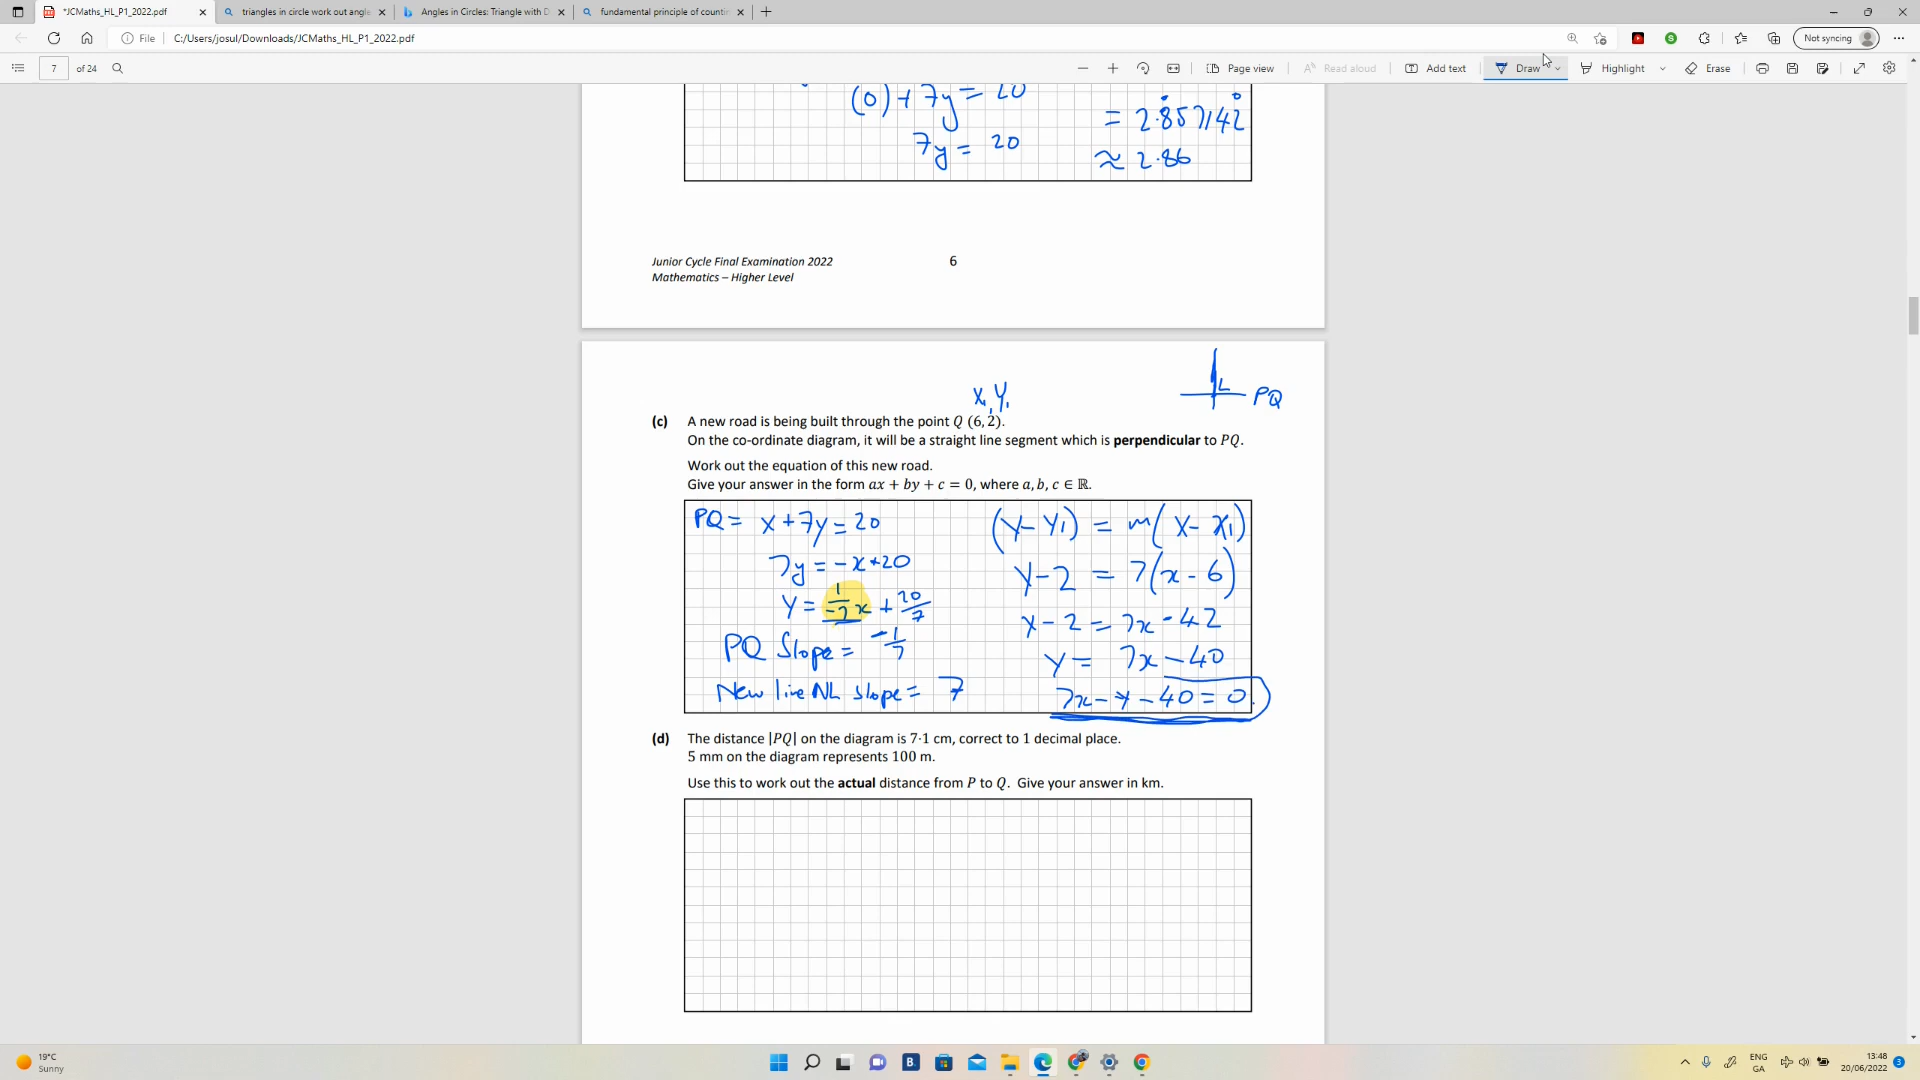 *JCMaths_HL_P1_2022.pdf
triangles in circle work out angle
Angles in Circles: Triangle with D
fundamental principle of countin
File
C:/Users/josul/Downloads/JCMaths_HL_P1_2022.pdf
Not syncing
7 of 24
Page view
Read aloud
Add text
Draw
Highlight
Erase
(0) + 7y = 20
7y = 20
= 2.857142
≈ 2.86
Junior Cycle Final Examination 2022
Mathematics – Higher Level
6
X₁,Y₁
L PQ
(c) A new road is being built through the point Q (6, 2).
On the co-ordinate diagram, it will be a straight line segment which is perpendicular to PQ.
Work out the equation of this new road.
Give your answer in the form ax + by + c = 0, where a, b, c ∈ ℝ.
PQ = x + 7y = 20
7y = -x + 20
y = 1/-7 x + 20/7
PQ Slope = -1/7
New line NL slope = 7
(y - y1) = m(x - x1)
y - 2 = 7(x - 6)
y - 2 = 7x - 42
y = 7x - 40
7x - y - 40 = 0.
(d) The distance |PQ| on the diagram is 7·1 cm, correct to 1 decimal place.
5 mm on the diagram represents 100 m.
Use this to work out the actual distance from P to Q. Give your answer in km.
19°C
Sunny
B
ENG
GA
13:48
20/06/2022
3